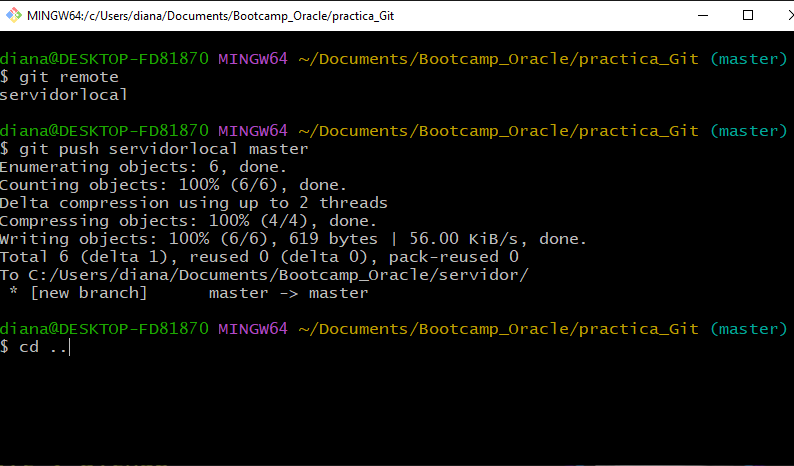 MINGW64:/c/Users/diana/Documents/Bootcamp_Oracle/practica_Git
diana@DESKTOP-FD81870 MINGW64 ~/Documents/Bootcamp_Oracle/practica_Git (master)
$ git remote
servidorlocal
diana@DESKTOP-FD81870 MINGW64 ~/Documents/Bootcamp_Oracle/practica_Git (master)
$ git push servidorlocal master
Enumerating objects: 6, done.
Counting objects: 100% (6/6), done.
Delta compression using up to 2 threads
Compressing objects: 100% (4/4), done.
Writing objects: 100% (6/6), 619 bytes | 56.00 KiB/s, done.
Total 6 (delta 1), reused 0 (delta 0), pack-reused 0
To C:/Users/diana/Documents/Bootcamp_Oracle/servidor/
 * [new branch]      master -> master
diana@DESKTOP-FD81870 MINGW64 ~/Documents/Bootcamp_Oracle/practica_Git (master)
$ cd ..